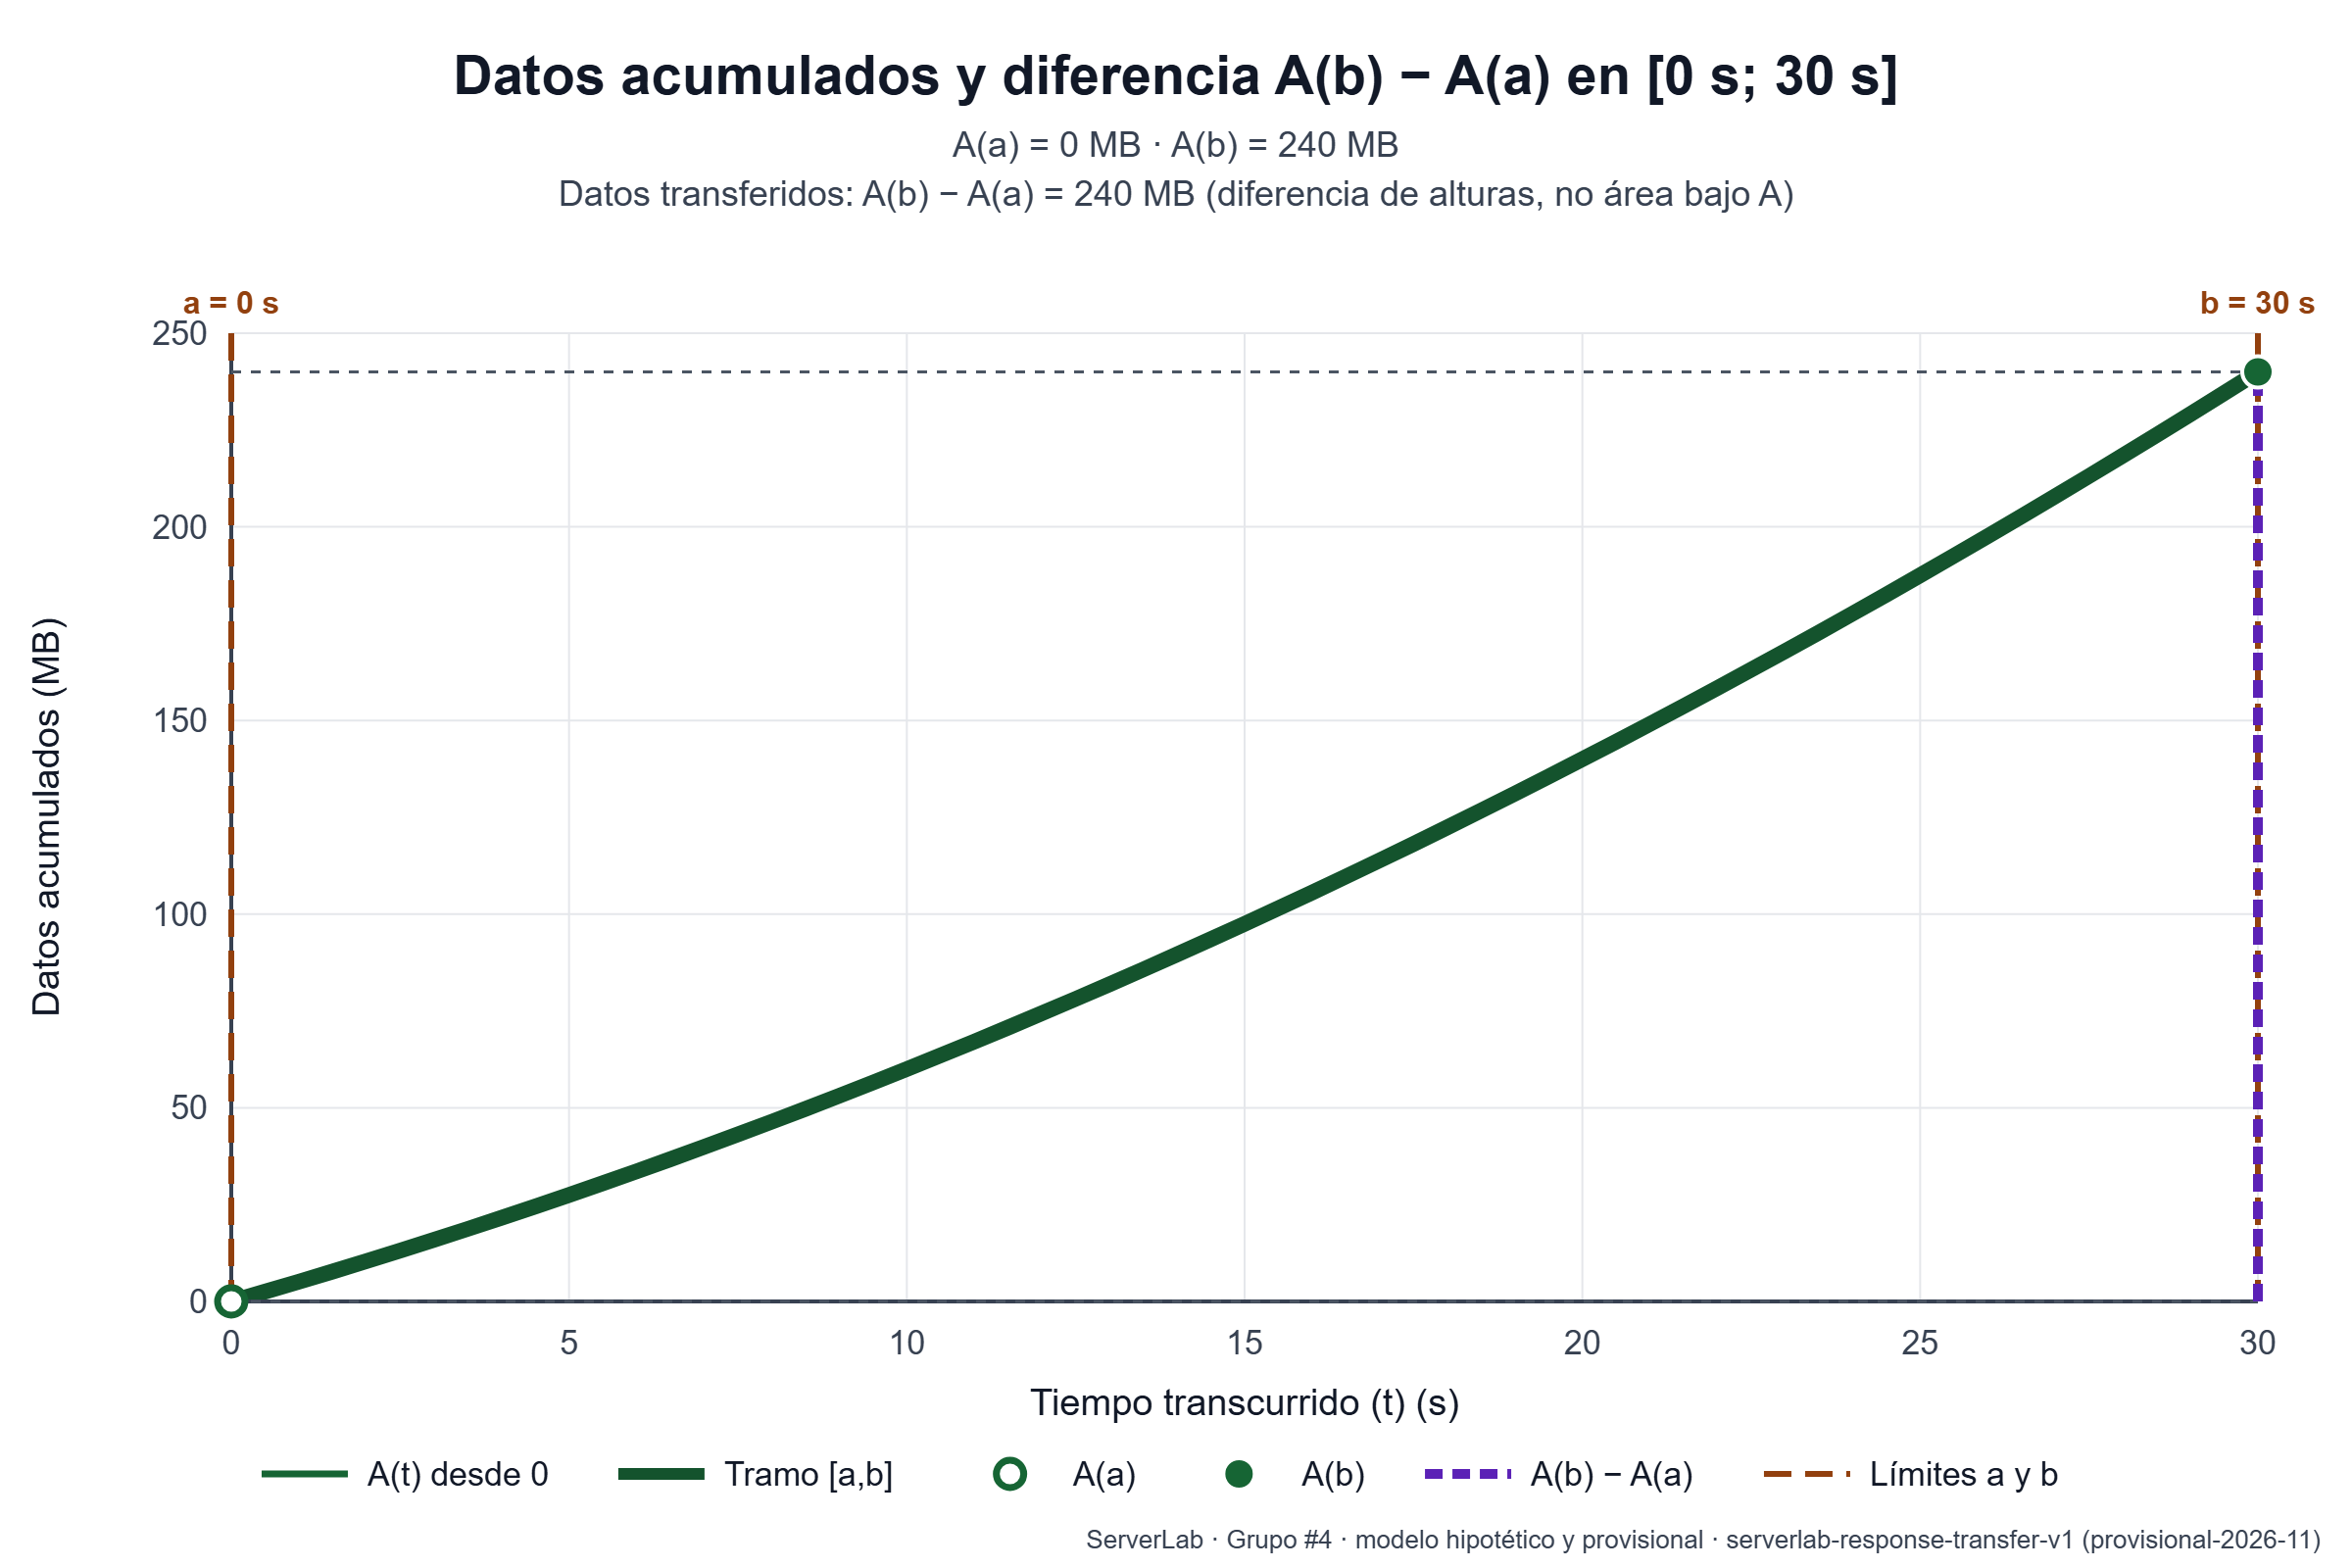 Datos acumulados y diferencia A(b) − A(a) en [0 s; 30 s]
A(a) = 0 MB · A(b) = 240 MB
Datos transferidos: A(b) − A(a) = 240 MB (diferencia de alturas, no área bajo A)
a = 0 s
b = 30 s
250
200
150
100
50
0
Datos acumulados (MB)
0 5 10 15 20 25 30
Tiempo transcurrido (t) (s)
A(t) desde 0 Tramo [a,b] A(a) A(b) A(b) − A(a) Límites a y b
ServerLab · Grupo #4 · modelo hipotético y provisional · serverlab-response-transfer-v1 (provisional-2026-11)